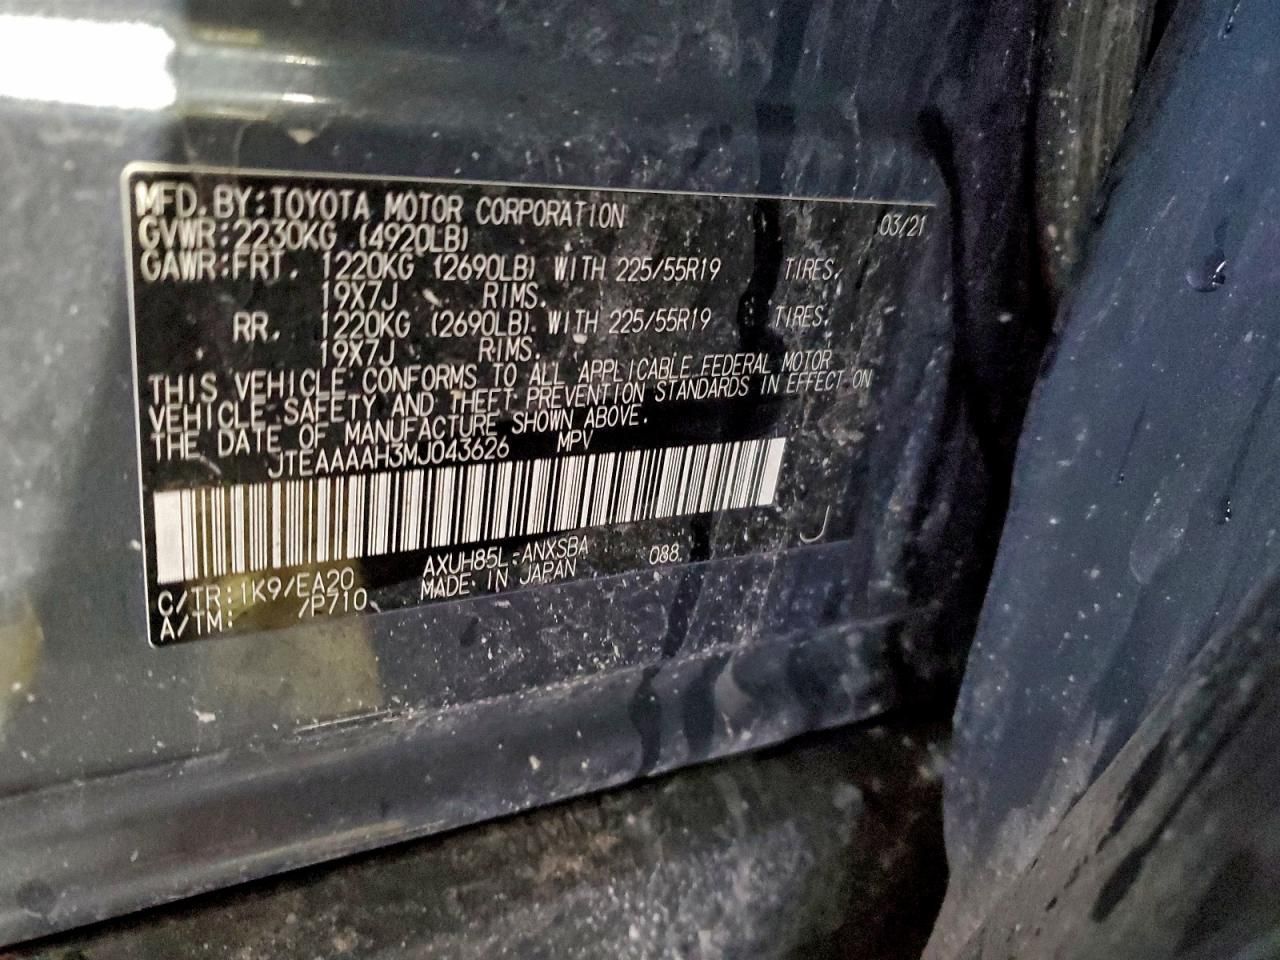 MFD. BY: TOYOTA MOTOR CORPORATION 03/21
GVWR: 2230KG (4920LB)
GAWR: FRT. 1220KG (2690LB) WITH 225/55R19 TIRES,
19X7J RIMS.
RR. 1220KG (2690LB) WITH 225/55R19 TIRES,
19X7J RIMS.
THIS VEHICLE CONFORMS TO ALL APPLICABLE FEDERAL MOTOR
VEHICLE SAFETY AND THEFT PREVENTION STANDARDS IN EFFECT ON
THE DATE OF MANUFACTURE SHOWN ABOVE.
JTEAAAAH3MJ043626 MPV
C/TR: 1K9/EA20 AXUH85L-ANXSBA 088 J
A/TM: /P710 MADE IN JAPAN